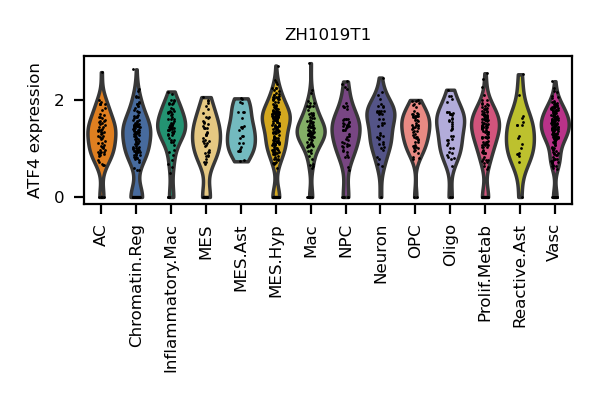 ZH1019T1
ATF4 expression
2
0
AC
Chromatin.Reg
Inflammatory.Mac
MES
MES.Ast
MES.Hyp
Mac
NPC
Neuron
OPC
Oligo
Prolif.Metab
Reactive.Ast
Vasc